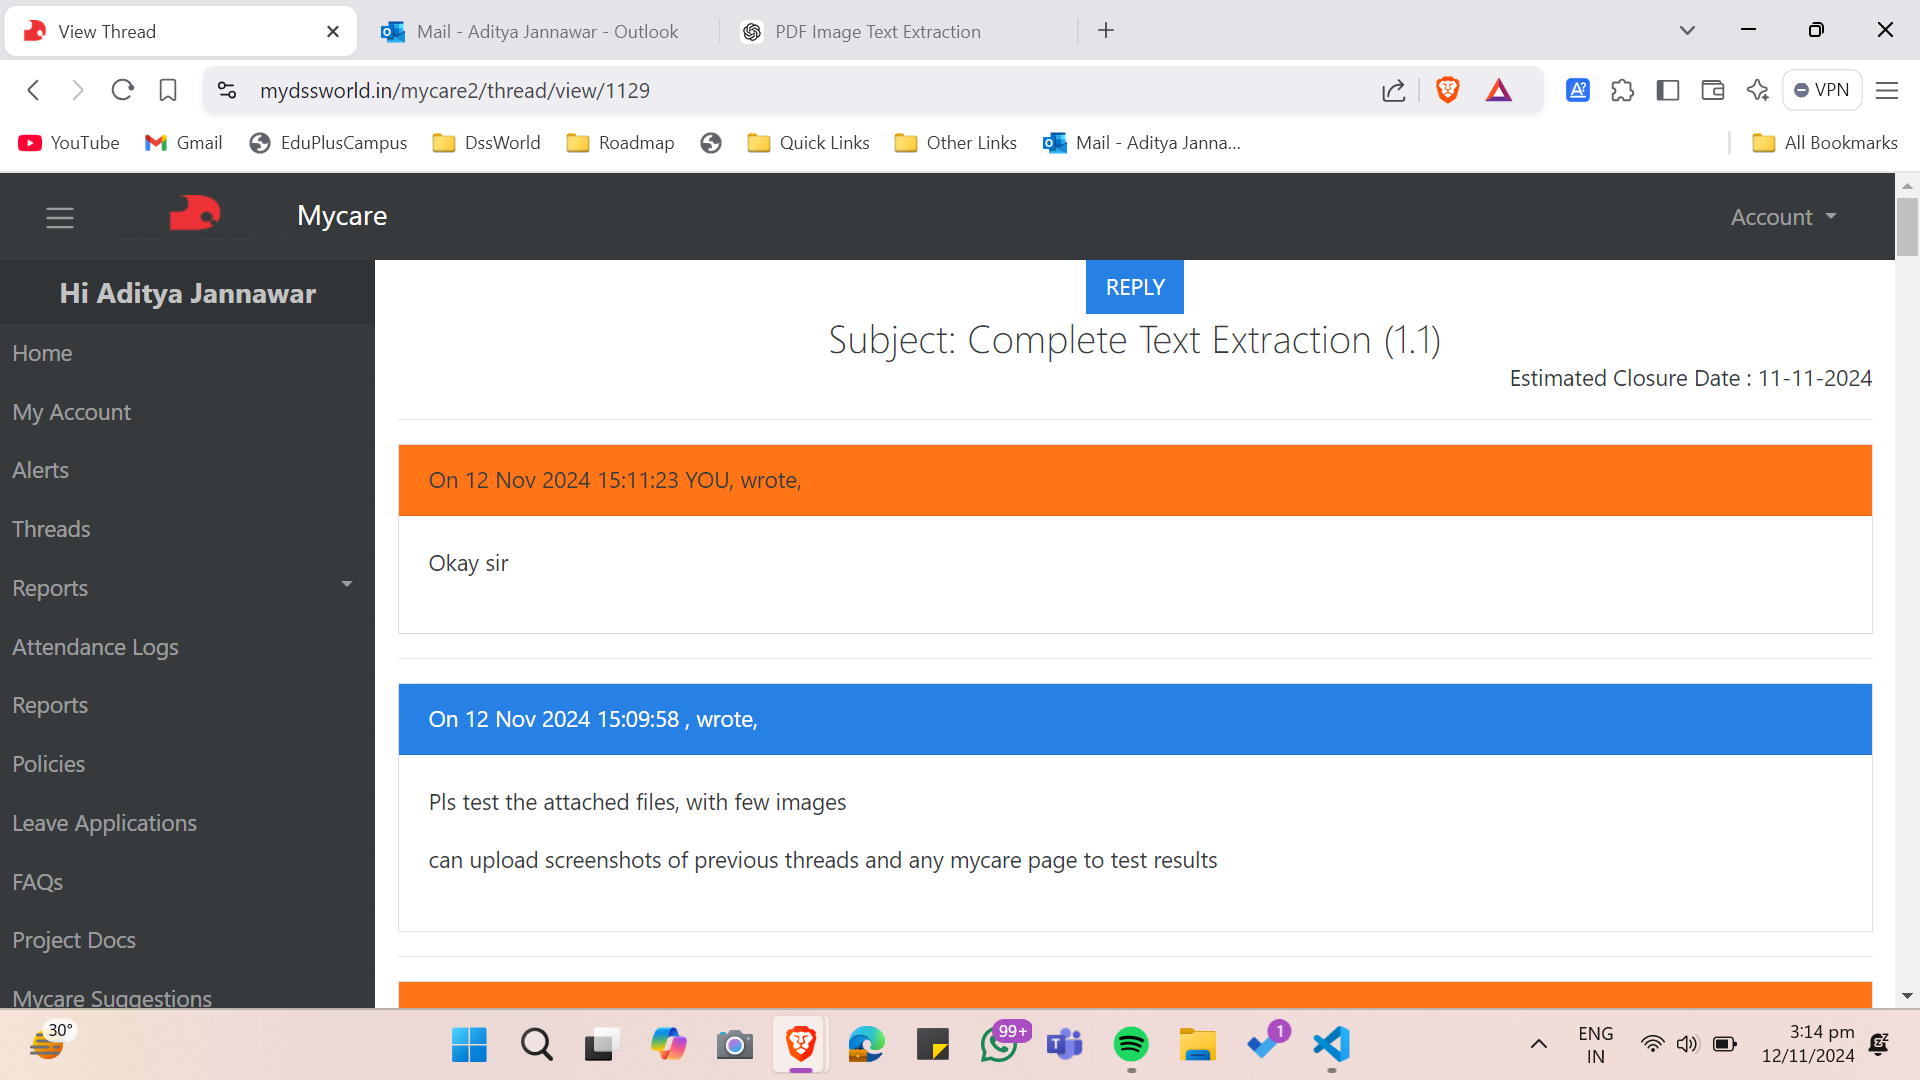 View Thread
Mail - Aditya Jannawar - Outlook
PDF Image Text Extraction
mydssworld.in/mycare2/thread/view/1129
VPN
YouTube
Gmail
EduPlusCampus
DssWorld
Roadmap
Quick Links
Other Links
Mail - Aditya Janna...
All Bookmarks
Mycare
Account
Hi Aditya Jannawar
Home
My Account
Alerts
Threads
Reports
Attendance Logs
Reports
Policies
Leave Applications
FAQs
Project Docs
Mycare Suggestions
REPLY
Subject: Complete Text Extraction (1.1)
Estimated Closure Date : 11-11-2024
On 12 Nov 2024 15:11:23 YOU, wrote,
Okay sir
On 12 Nov 2024 15:09:58 , wrote,
Pls test the attached files, with few images
can upload screenshots of previous threads and any mycare page to test results
30°
99+
1
ENG
IN
3:14 pm
12/11/2024